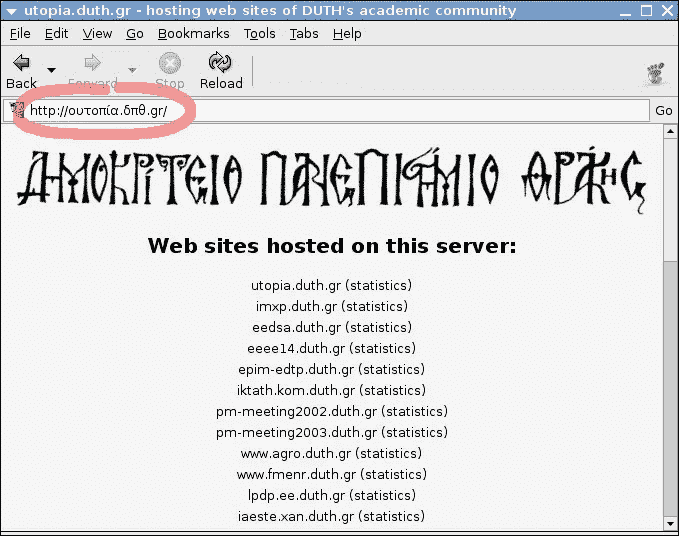 utopia.duth.gr - hosting web sites of DUTH's academic community
File Edit View Go Bookmarks Tools Tabs Help
Back Forward Stop Reload
http://ουτοπία.δπθ.gr/ Go
ΔΗΜΟΚΡΙΤΕΙΟ ΠΑΝΕΠΙΣΤΗΜΙΟ ΘΡΑΚΗΣ
Web sites hosted on this server:
utopia.duth.gr (statistics)
imxp.duth.gr (statistics)
eedsa.duth.gr (statistics)
eeee14.duth.gr (statistics)
epim-edtp.duth.gr (statistics)
iktath.kom.duth.gr (statistics)
pm-meeting2002.duth.gr (statistics)
pm-meeting2003.duth.gr (statistics)
www.agro.duth.gr (statistics)
www.fmenr.duth.gr (statistics)
lpdp.ee.duth.gr (statistics)
iaeste.xan.duth.gr (statistics)